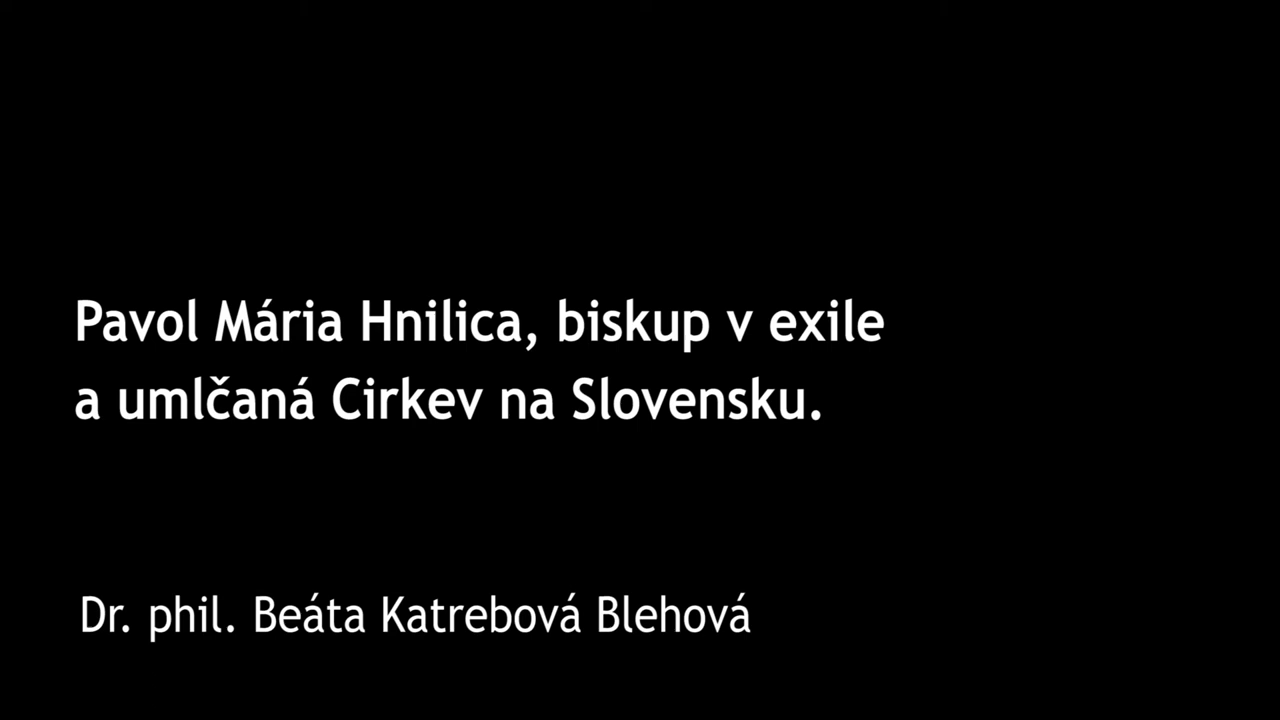 Pavol Mária Hnilica, biskup v exile
a umlčaná Cirkev na Slovensku.
Dr. phil. Beáta Katrebová Blehová